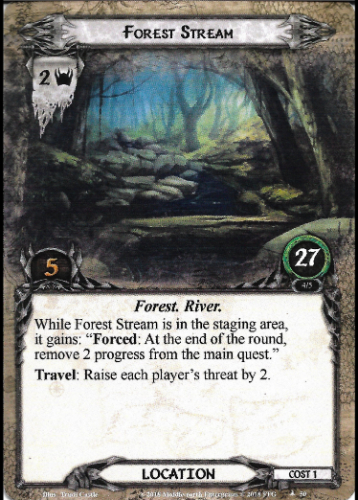 FOREST STREAM
2
5
27
4/5
Forest. River.
While Forest Stream is in the staging area,
it gains: “Forced: At the end of the round,
remove 2 progress from the main quest.”
Travel: Raise each player’s threat by 2.
LOCATION
COST 1